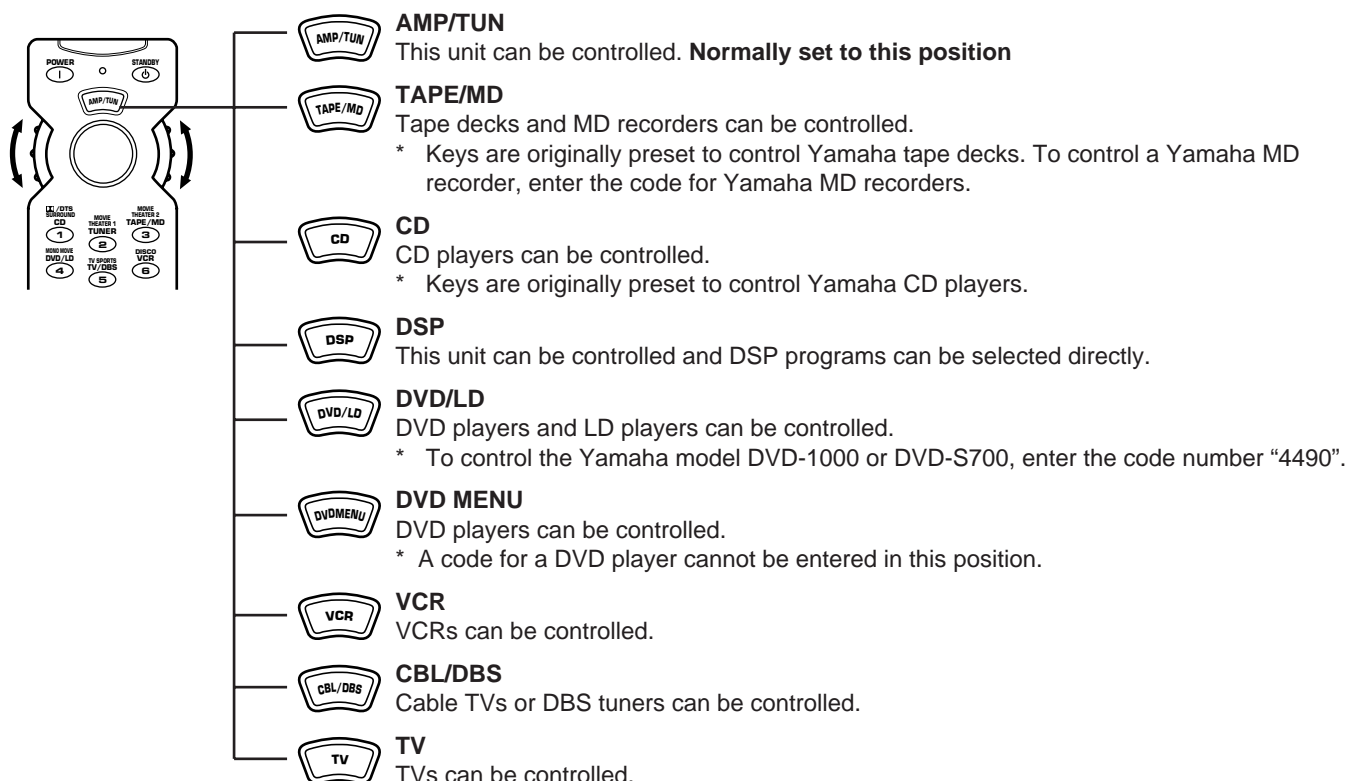 POWER
STANDBY
AMP/TUN
/DTS
SURROUND
CD
1
MOVIE
THEATER 1
TUNER
2
MOVIE
THEATER 2
TAPE/MD
3
MONO MOVIE
DVD/LD
4
TV SPORTS
TV/DBS
5
DISCO
VCR
6
AMP/TUN
AMP/TUN
This unit can be controlled. Normally set to this position
TAPE/MD
TAPE/MD
Tape decks and MD recorders can be controlled.
* Keys are originally preset to control Yamaha tape decks. To control a Yamaha MD
recorder, enter the code for Yamaha MD recorders.
CD
CD
CD players can be controlled.
* Keys are originally preset to control Yamaha CD players.
DSP
DSP
This unit can be controlled and DSP programs can be selected directly.
DVD/LD
DVD/LD
DVD players and LD players can be controlled.
* To control the Yamaha model DVD-1000 or DVD-S700, enter the code number “4490”.
DVDMENU
DVD MENU
DVD players can be controlled.
* A code for a DVD player cannot be entered in this position.
VCR
VCR
VCRs can be controlled.
CBL/DBS
CBL/DBS
Cable TVs or DBS tuners can be controlled.
TV
TV
TVs can be controlled.